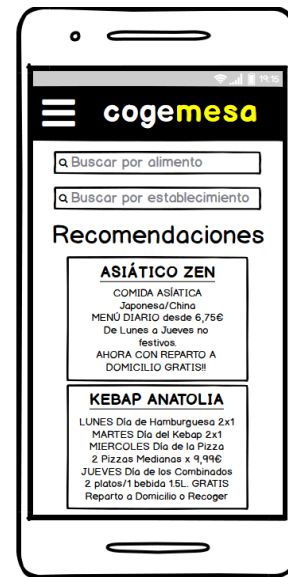 19:15
cogemesa
Buscar por alimento
Buscar por establecimiento
Recomendaciones
ASIÁTICO ZEN
COMIDA ASÍATICA
Japonesa/China
MENÚ DIARIO desde 6,75€
De Lunes a Jueves no
festivos.
AHORA CON REPARTO A
DOMICILIO GRATIS!!
KEBAP ANATOLIA
LUNES Día de Hamburguesa 2x1
MARTES Día del Kebap 2x1
MIERCOLES Día de la Pizza
2 Pizzas Medianas x 9,99€
JUEVES Día de los Combinados
2 platos/1 bebida 1.5L. GRATIS
Reparto a Domicilio o Recoger